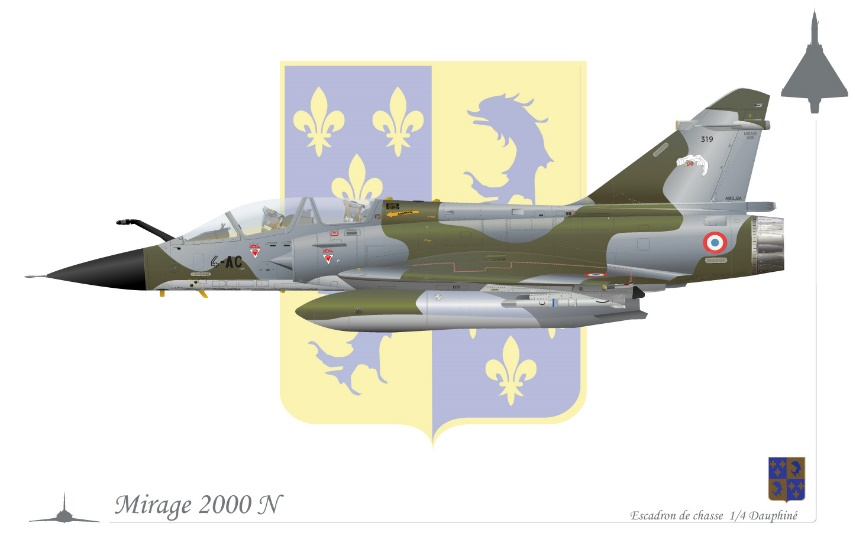 319
4-AC
Mirage 2000 N
Escadron de chasse 1/4 Dauphiné